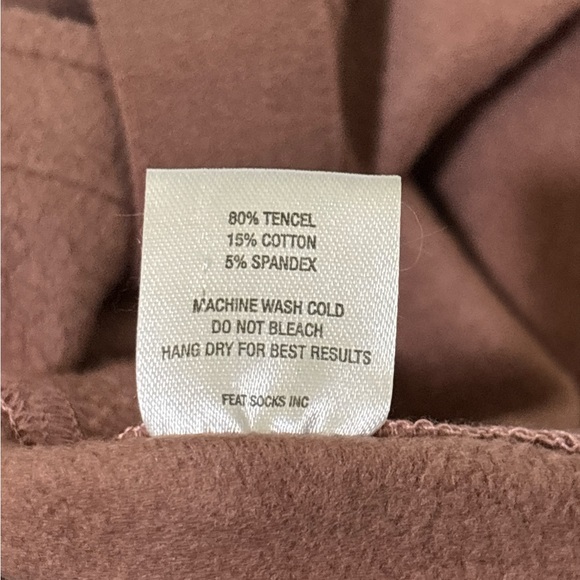 80% TENCEL
15% COTTON
5% SPANDEX
MACHINE WASH COLD
DO NOT BLEACH
HANG DRY FOR BEST RESULTS
FEAT SOCKS INC